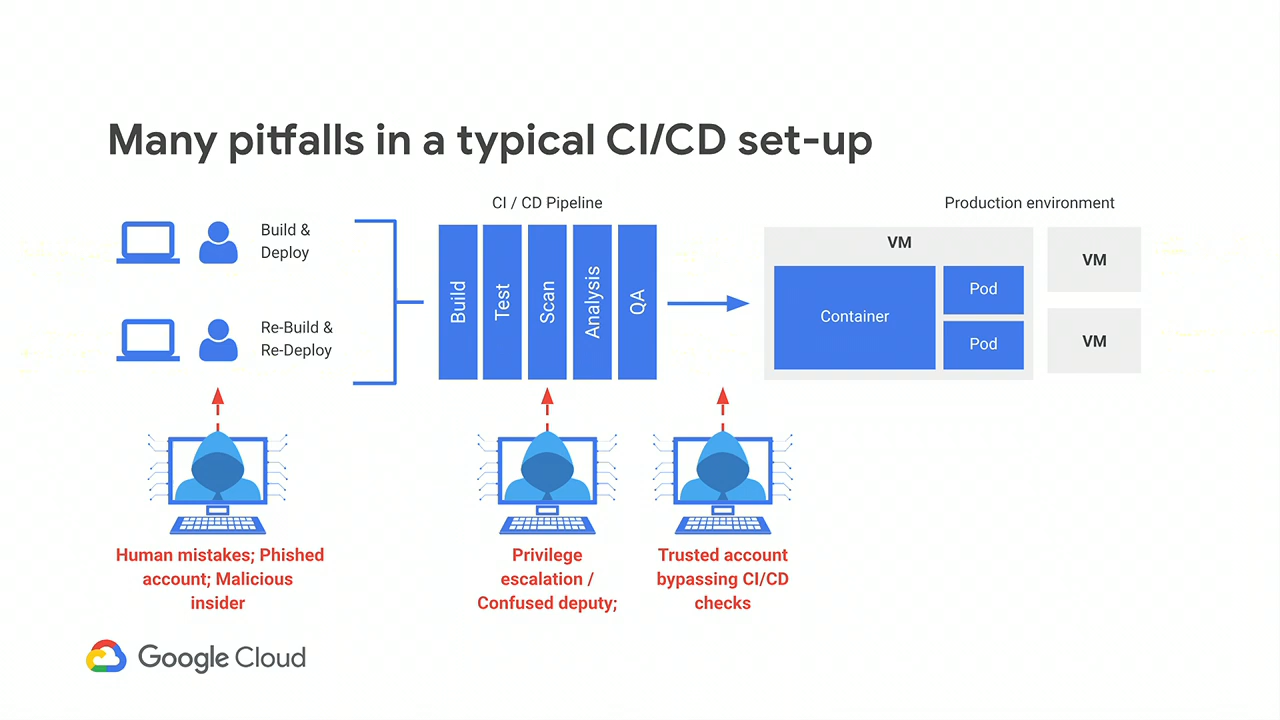 Many pitfalls in a typical CI/CD set-up
CI / CD Pipeline
Production environment
Build &
Deploy
Re-Build &
Re-Deploy
Build
Test
Scan
Analysis
QA
VM
Container
Pod
Pod
VM
VM
Human mistakes; Phished
account; Malicious
insider
Privilege
escalation /
Confused deputy;
Trusted account
bypassing CI/CD
checks
Google Cloud